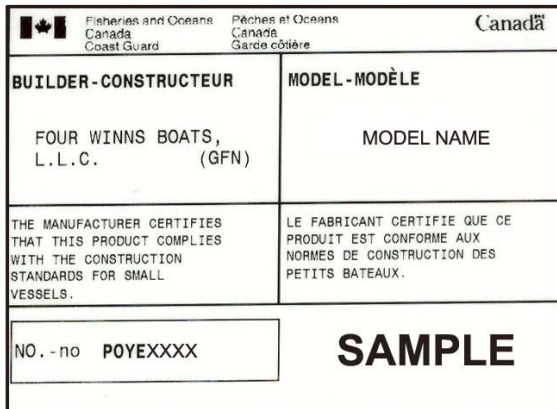 Fisheries and Oceans
Canada
Coast Guard
Pêches et Oceans
Canada
Garde côtière
Canada
BUILDER-CONSTRUCTEUR
FOUR WINNS BOATS,
L.L.C. (GFN)
MODEL-MODÈLE
MODEL NAME
THE MANUFACTURER CERTIFIES
THAT THIS PRODUCT COMPLIES
WITH THE CONSTRUCTION
STANDARDS FOR SMALL
VESSELS.
LE FABRICANT CERTIFIE QUE CE
PRODUIT EST CONFORME AUX
NORMES DE CONSTRUCTION DES
PETITS BATEAUX.
NO.-no POYEXXXX
SAMPLE